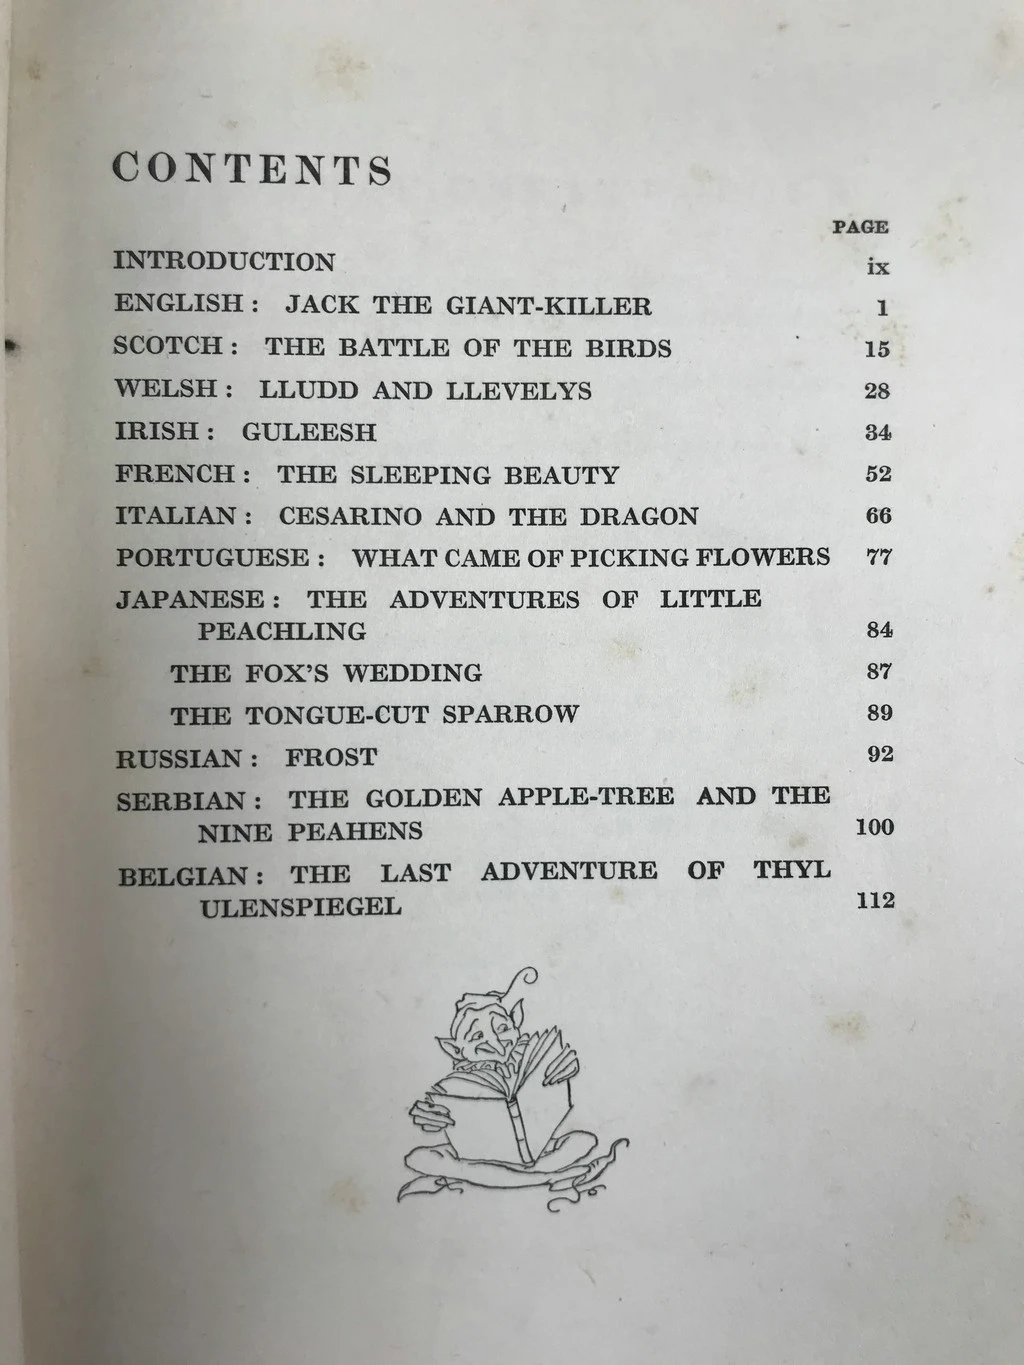 CONTENTS
PAGE
INTRODUCTION ix
ENGLISH: JACK THE GIANT-KILLER 1
SCOTCH: THE BATTLE OF THE BIRDS 15
WELSH: LLUDD AND LLEVELYS 28
IRISH: GULEESH 34
FRENCH: THE SLEEPING BEAUTY 52
ITALIAN: CESARINO AND THE DRAGON 66
PORTUGUESE: WHAT CAME OF PICKING FLOWERS 77
JAPANESE: THE ADVENTURES OF LITTLE
PEACHLING 84
THE FOX'S WEDDING 87
THE TONGUE-CUT SPARROW 89
RUSSIAN: FROST 92
SERBIAN: THE GOLDEN APPLE-TREE AND THE
NINE PEAHENS 100
BELGIAN: THE LAST ADVENTURE OF THYL
ULENSPIEGEL 112